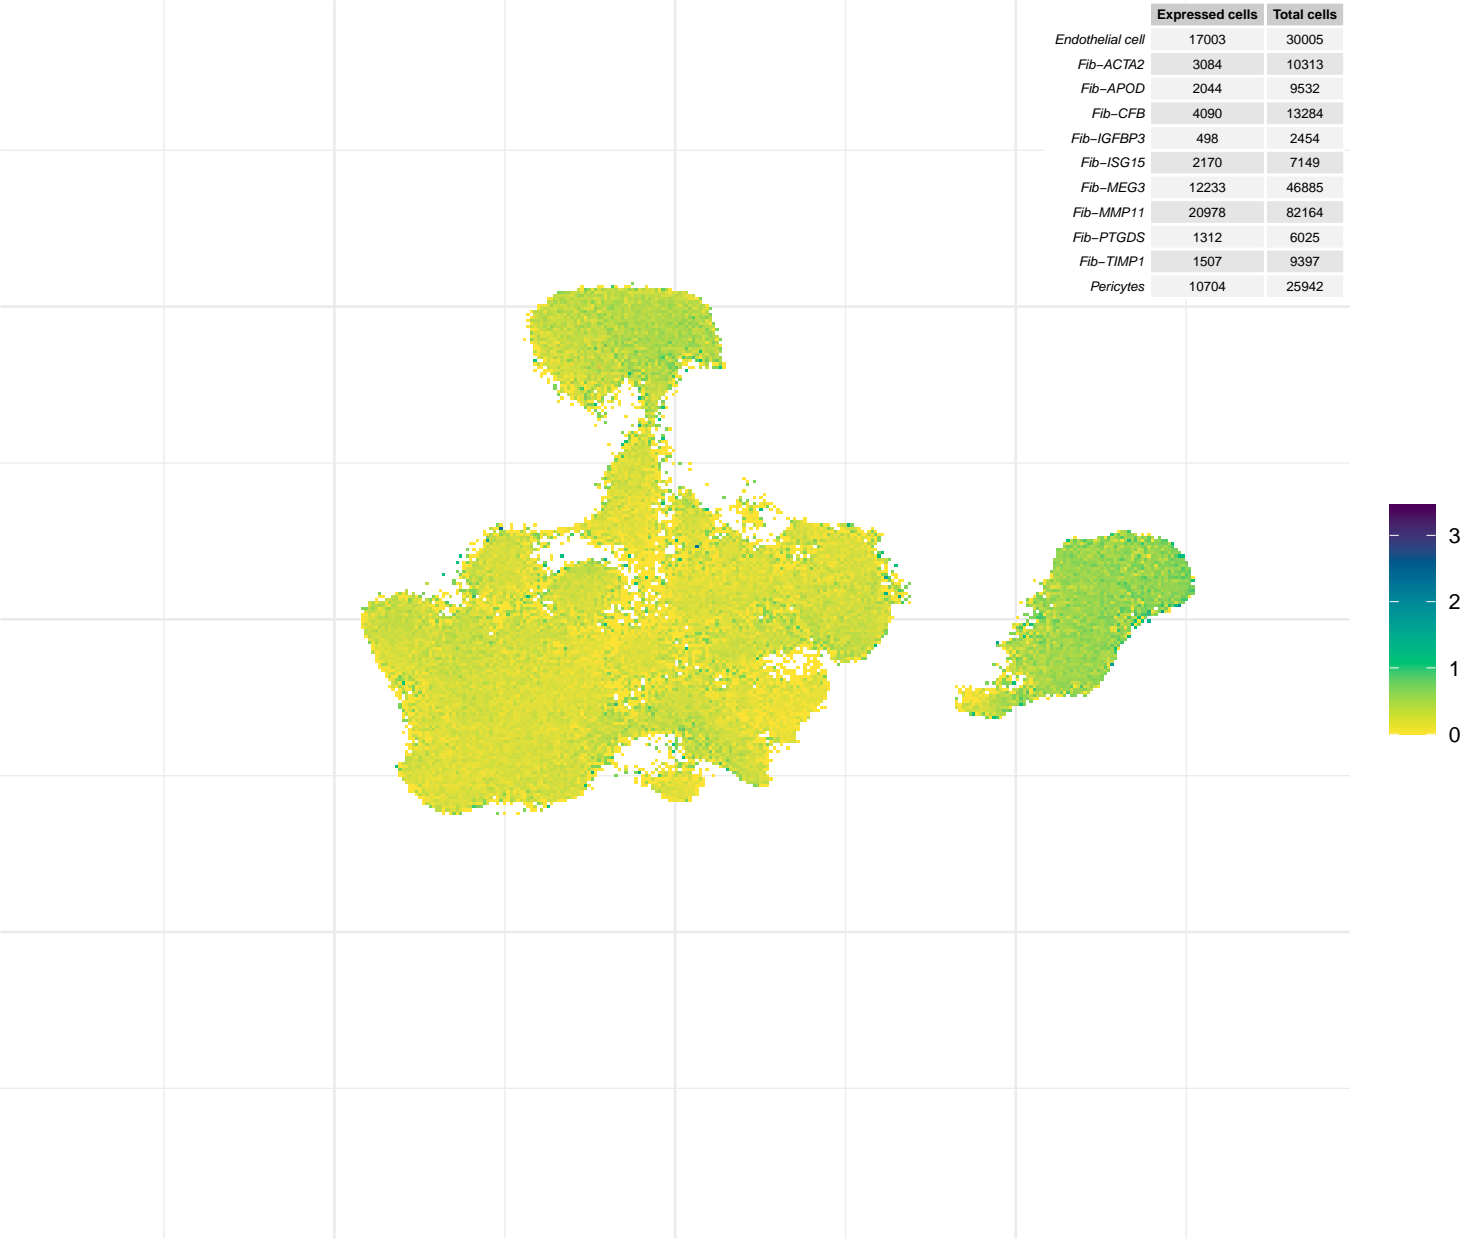 Expressed cells Total cells
Endothelial cell 17003 30005
Fib−ACTA2 3084 10313
Fib−APOD 2044 9532
Fib−CFB 4090 13284
Fib−IGFBP3 498 2454
Fib−ISG15 2170 7149
Fib−MEG3 12233 46885
Fib−MMP11 20978 82164
Fib−PTGDS 1312 6025
Fib−TIMP1 1507 9397
Pericytes 10704 25942
3
2
1
0